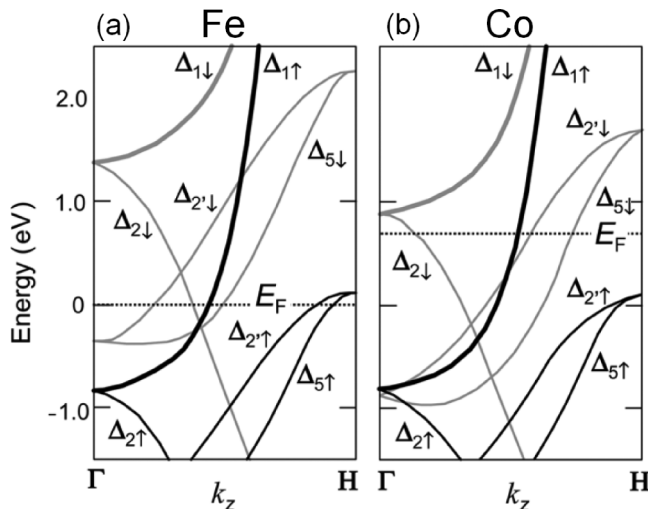 (a) Fe
(b) Co
Δ1↓ Δ1↑
Δ1↓ Δ1↑
2.0
Δ2'↓
Δ5↓
Δ2'↓
Δ2↓
Δ5↓
1.0
EF
Δ2↓
Energy (eV)
0
EF
Δ2'↑
Δ2'↑
Δ5↑
Δ5↑
-1.0
Δ2↑
Δ2↑
Γ kz H
Γ kz H